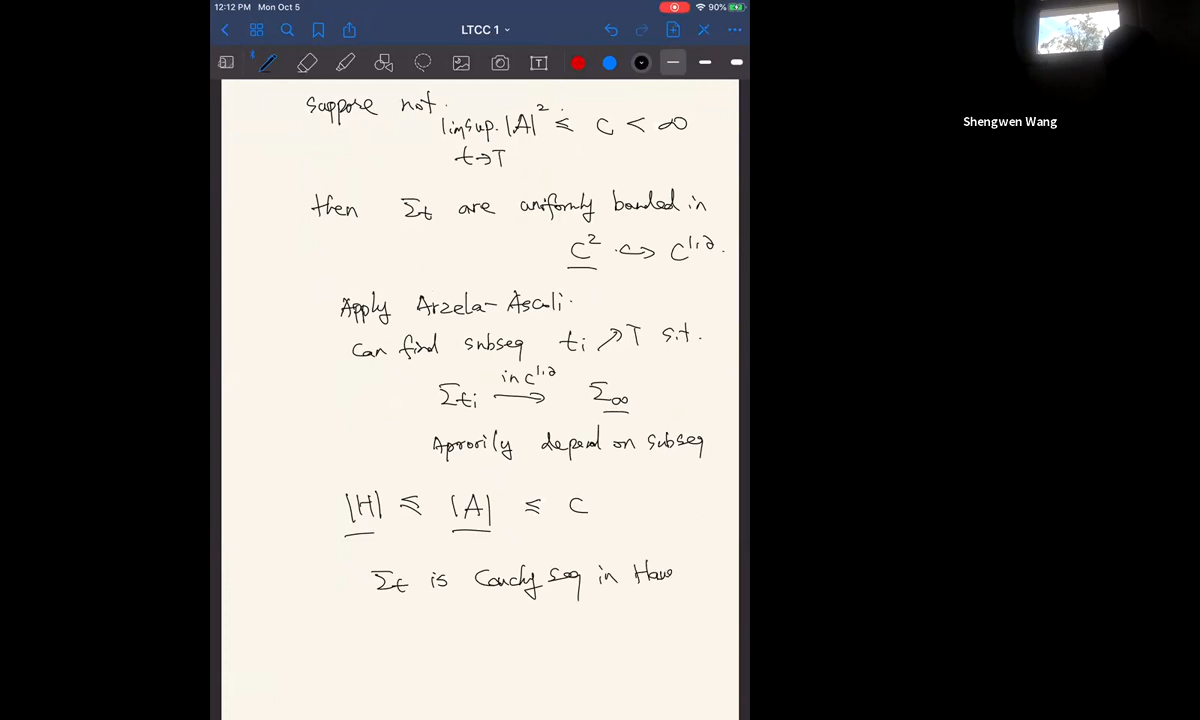 12:12 PM Mon Oct 5
90%
LTCC 1
Shengwen Wang
Suppose not.
limsup. |A|² ≤ C < ∞
t→T
then Σt are uniformly bounded in
C² ↪ C^{1,α}.
Apply Arzela-Ascoli.
Can find subseq ti ↗ T s.t.
Σti → in C^{1,α} Σ∞
Aprorily depend on subseq
|H| ≤ |A| ≤ C
Σt is Cauchy seq in Haus